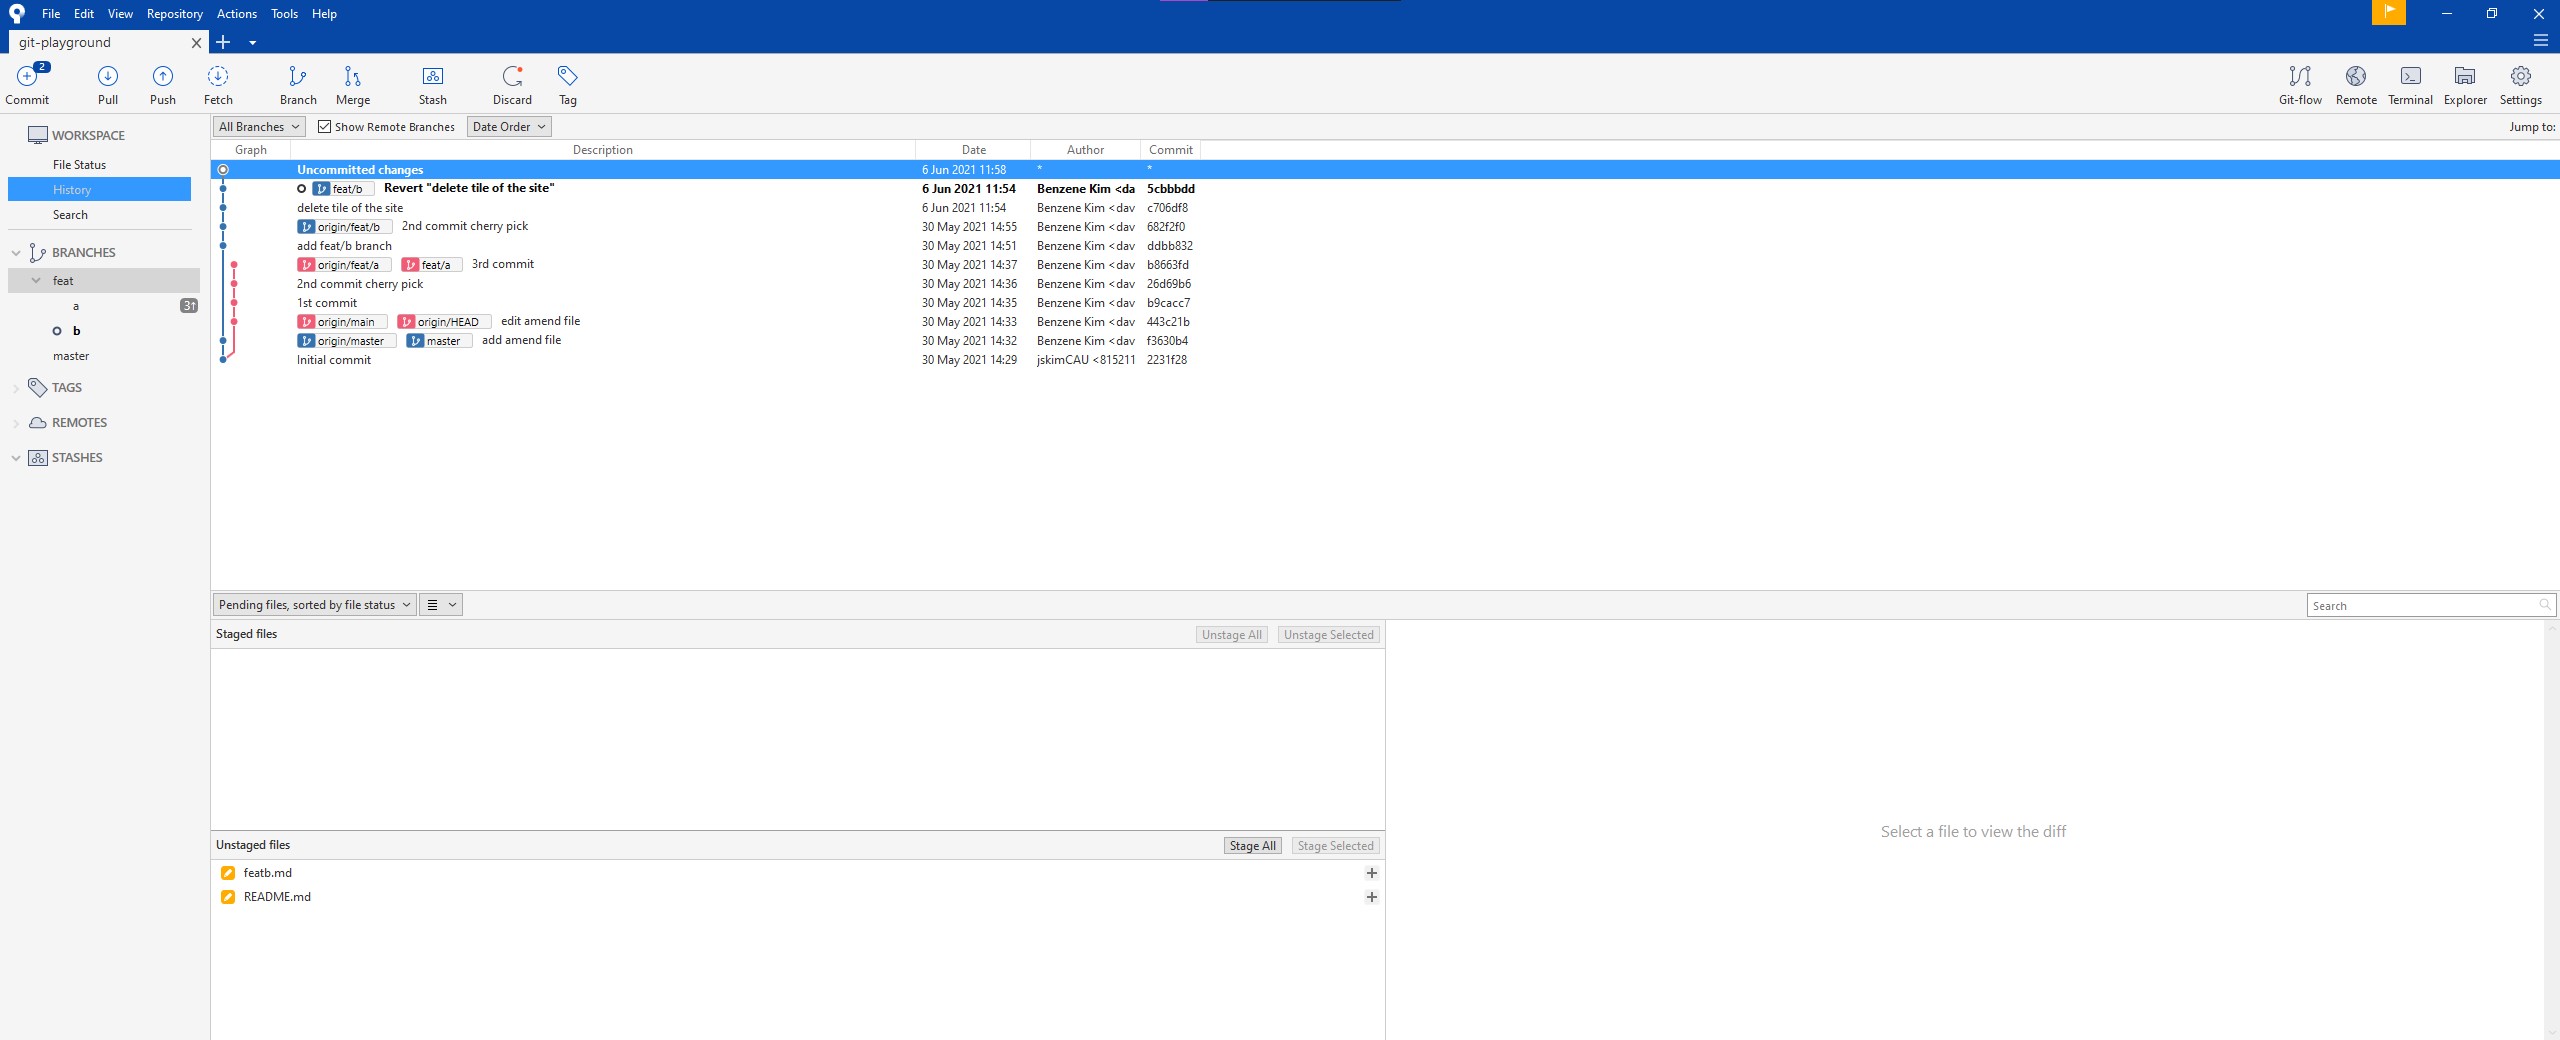 File Edit View Repository Actions Tools Help
git-playground
2
Commit Pull Push Fetch Branch Merge Stash Discard Tag Git-flow Remote Terminal Explorer Settings
WORKSPACE
File Status
History
Search
BRANCHES
feat
a 3↑
b
master
TAGS
REMOTES
STASHES
All Branches Show Remote Branches Date Order Jump to:
Graph Description Date Author Commit
Uncommitted changes 6 Jun 2021 11:58 * *
feat/b Revert "delete tile of the site" 6 Jun 2021 11:54 Benzene Kim <da 5cbbbdd
delete tile of the site 6 Jun 2021 11:54 Benzene Kim <dav c706df8
origin/feat/b 2nd commit cherry pick 30 May 2021 14:55 Benzene Kim <dav 682f2f0
add feat/b branch 30 May 2021 14:51 Benzene Kim <dav ddbb832
origin/feat/a feat/a 3rd commit 30 May 2021 14:37 Benzene Kim <dav b8663fd
2nd commit cherry pick 30 May 2021 14:36 Benzene Kim <dav 26d69b6
1st commit 30 May 2021 14:35 Benzene Kim <dav b9cacc7
origin/main origin/HEAD edit amend file 30 May 2021 14:33 Benzene Kim <dav 443c21b
origin/master master add amend file 30 May 2021 14:32 Benzene Kim <dav f3630b4
Initial commit 30 May 2021 14:29 jskimCAU <815211 2231f28
Pending files, sorted by file status Search
Staged files Unstage All Unstage Selected
Select a file to view the diff
Unstaged files Stage All Stage Selected
featb.md
README.md